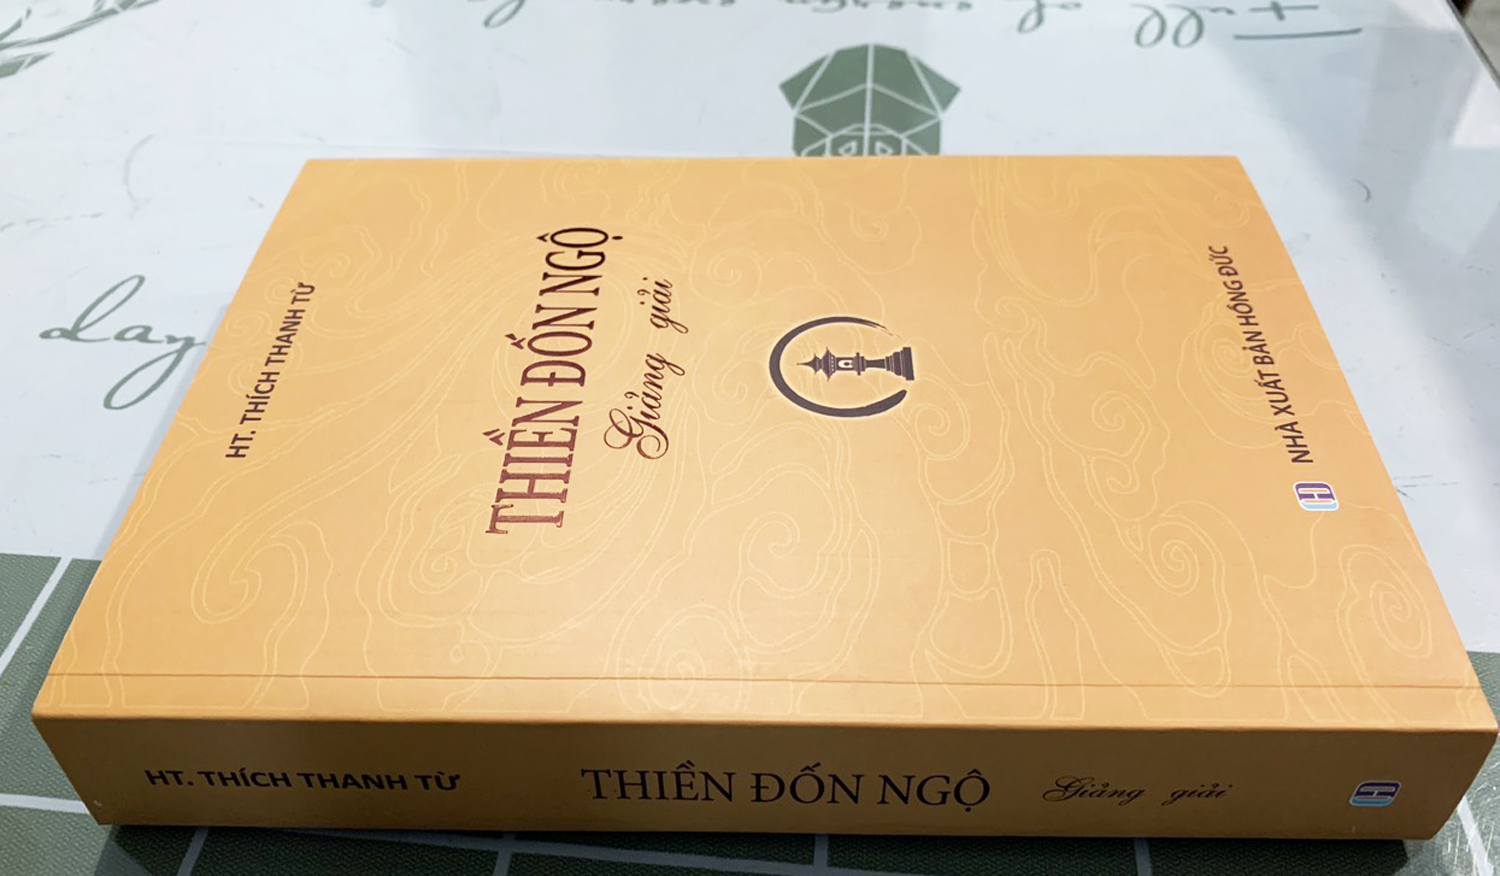 HT. THÍCH THANH TỪ
THIỀN ĐỐN NGỘ
Giảng giải
NHÀ XUẤT BẢN HỒNG ĐỨC
HT. THÍCH THANH TỪ THIỀN ĐỐN NGỘ Giảng giải
day